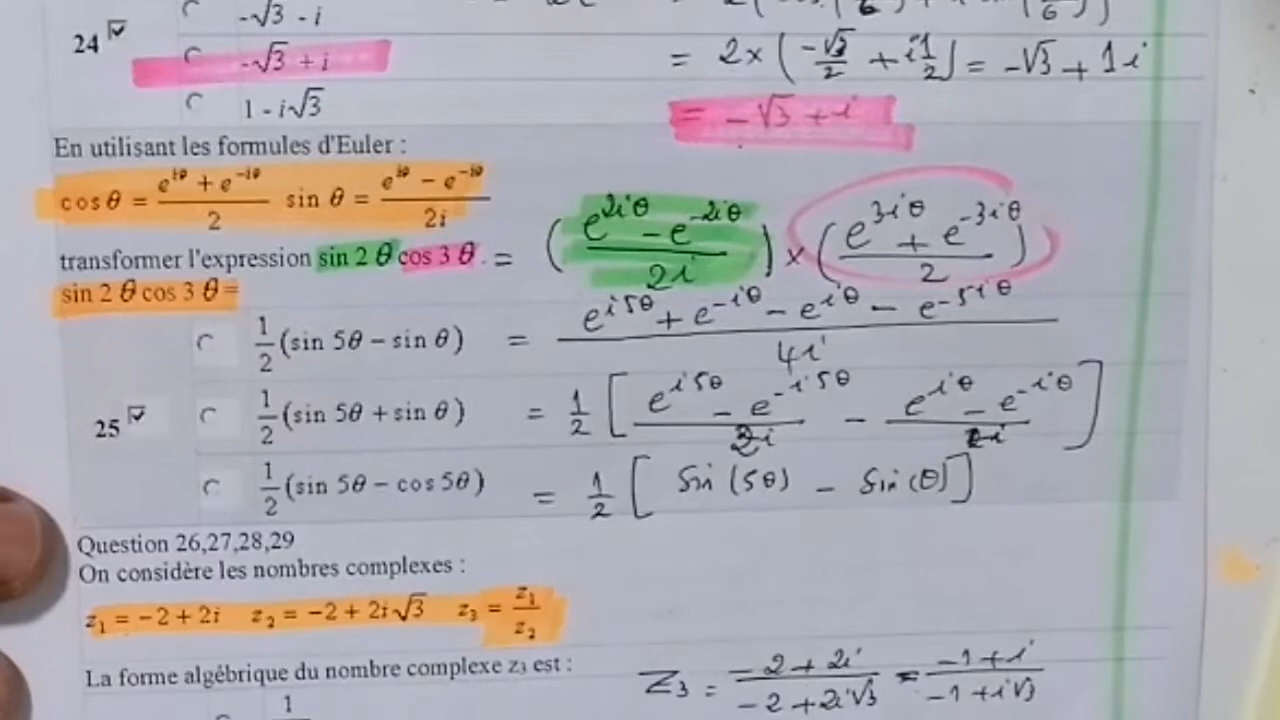 -√3 - i
24
-√3 + i
= 2 × (-√3/2 + i 1/2) = -√3 + 1i
1 - i√3
= -√3 + i
En utilisant les formules d'Euler :
cos θ = (e^{iθ} + e^{-iθ})/2 sin θ = (e^{iθ} - e^{-iθ})/2i
transformer l'expression sin 2θ cos 3θ. = ((e^{2iθ} - e^{-2iθ})/2i) × ((e^{3iθ} + e^{-3iθ})/2)
sin 2θ cos 3θ =
1/2 (sin 5θ - sin θ) = (e^{i5θ} + e^{-iθ} - e^{iθ} - e^{-5iθ})/4i
25
1/2 (sin 5θ + sin θ) = 1/2 [(e^{i5θ} - e^{-i5θ})/2i - (e^{iθ} - e^{-iθ})/2i]
1/2 (sin 5θ - cos 5θ) = 1/2 [Sin (5θ) - Sin (θ)]
Question 26,27,28,29
On considère les nombres complexes :
z₁ = -2 + 2i z₂ = -2 + 2i√3 z₃ = z₁/z₂
La forme algébrique du nombre complexe z₃ est :
Z₃ = (-2 + 2i)/(-2 + 2i√3) = (-1 + i)/(-1 + i√3)
1